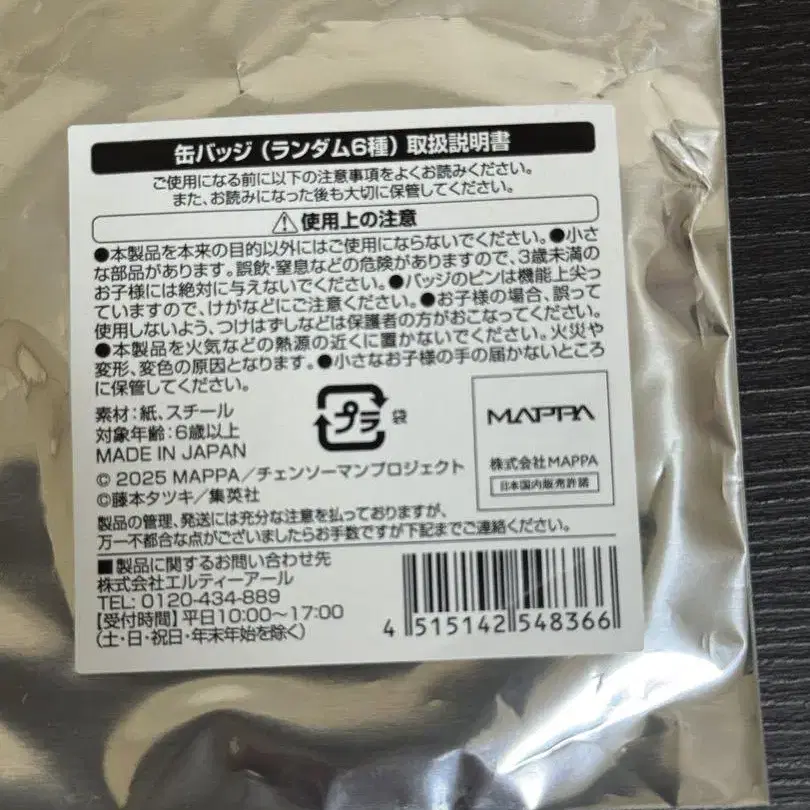 缶バッジ（ランダム6種）取扱説明書
ご使用になる前に以下の注意事項をよくお読みください。
また、お読みになった後も大切に保管してください。
⚠使用上の注意
●本製品を本来の目的以外にはご使用にならないでください。●小さ
な部品があります。誤飲・窒息などの危険がありますので、3歳未満の
お子様には絶対に与えないでください。●バッジのピンは機能上尖っ
ていますので、けがなどにご注意ください。●お子様の場合、誤って
使用しないよう、つけはずしなどは保護者の方がおこなってください。
●本製品を火気などの熱源の近くに置かないでください。火災や
変形、変色の原因となります。●小さなお子様の手の届かないところ
に保管してください。
素材：紙、スチール
対象年齢：6歳以上
MADE IN JAPAN
プラ 袋
MAPPA
株式会社MAPPA
日本国内販売許諾
© 2025 MAPPA／チェンソーマンプロジェクト
©藤本タツキ／集英社
製品の管理、発送には充分な注意を払っておりますが、
万一不都合な点がございましたらお手数ですが下記までご連絡ください。
■製品に関するお問い合わせ先
株式会社エルティーアール
TEL: 0120-434-889
【受付時間】平日10:00～17:00
（土・日・祝日・年末年始を除く）
4 515142 548366